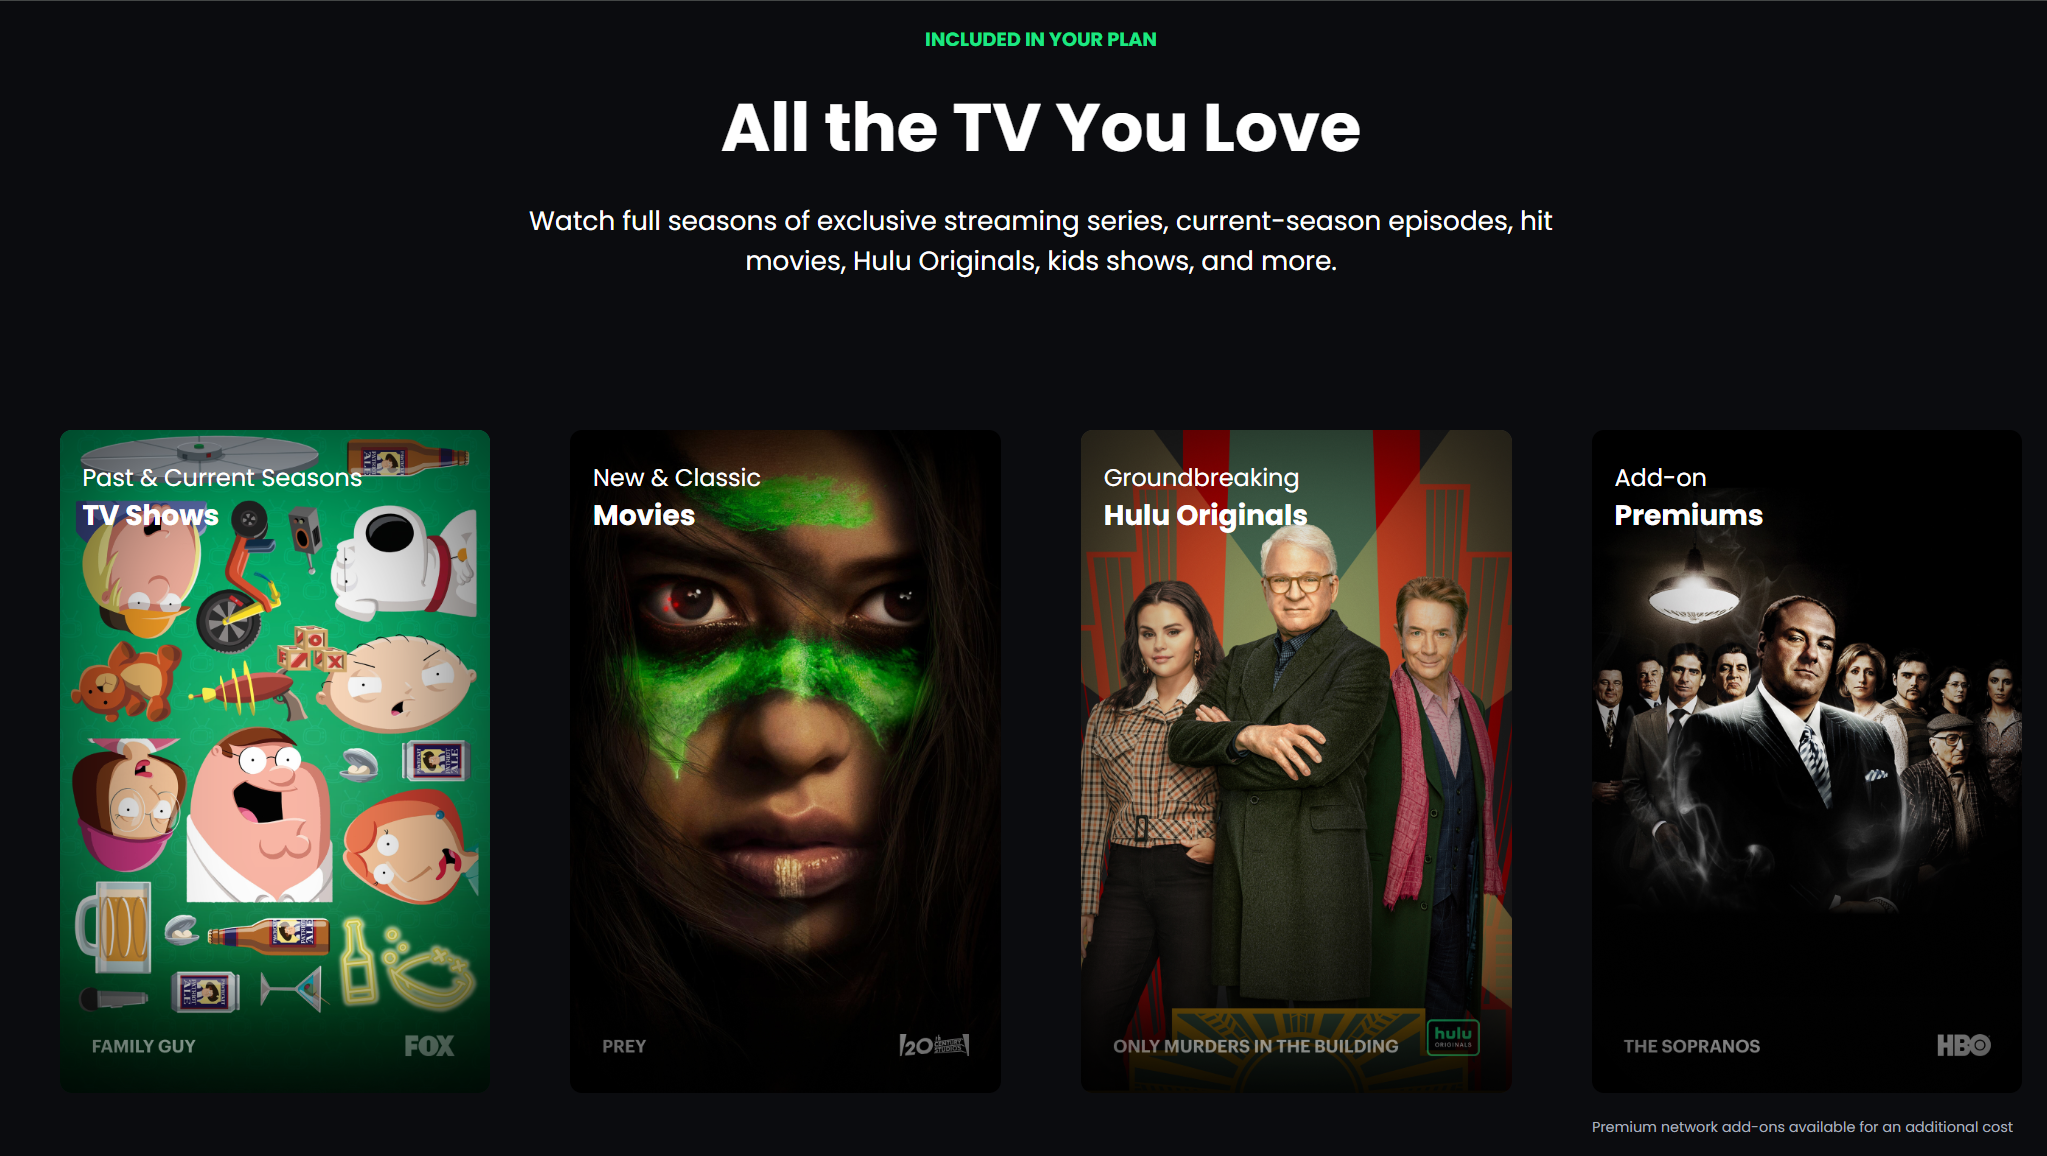 INCLUDED IN YOUR PLAN
All the TV You Love
Watch full seasons of exclusive streaming series, current-season episodes, hit
movies, Hulu Originals, kids shows, and more.
Past & Current Seasons
TV Shows
FAMILY GUY
FOX
New & Classic
Movies
PREY
20TH CENTURY STUDIOS
Groundbreaking
Hulu Originals
ONLY MURDERS IN THE BUILDING
hulu
ORIGINALS
Add-on
Premiums
THE SOPRANOS
HBO
Premium network add-ons available for an additional cost